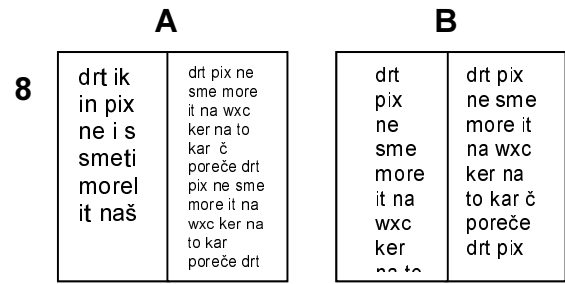 A
B
8
drt ik
in pix
ne i s
smeti
morel
it naš
drt pix ne
sme more
it na wxc
ker na to
kar č
poreče drt
pix ne sme
more it na
wxc ker na
to kar
poreče drt
drt
pix
ne
sme
more
it na
wxc
ker
na to
drt pix
ne sme
more it
na wxc
ker na
to kar č
poreče
drt pix